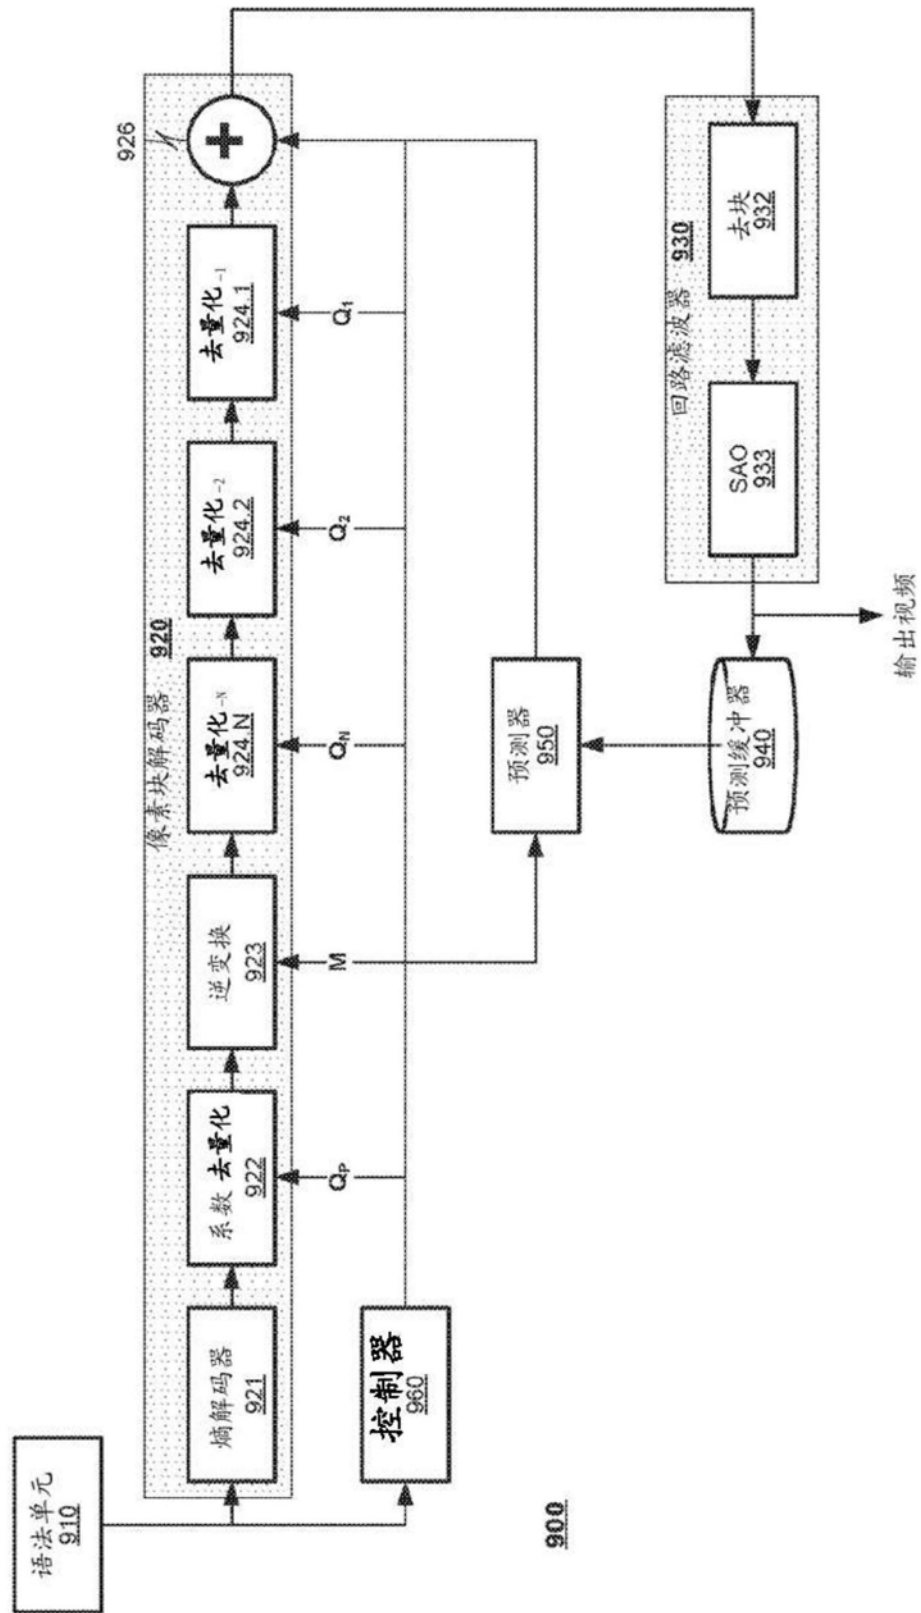 语法单元
910
像素块解码器
920
熵解码器
921
系数 去量化
922
逆变换
923
去量化-N
924.N
去量化-2
924.2
去量化-1
924.1
926
+
QP
M
QN
Q2
Q1
控制器
960
预测器
950
回路滤波器
930
去块
932
SAO
933
预测缓冲器
940
输出视频
900